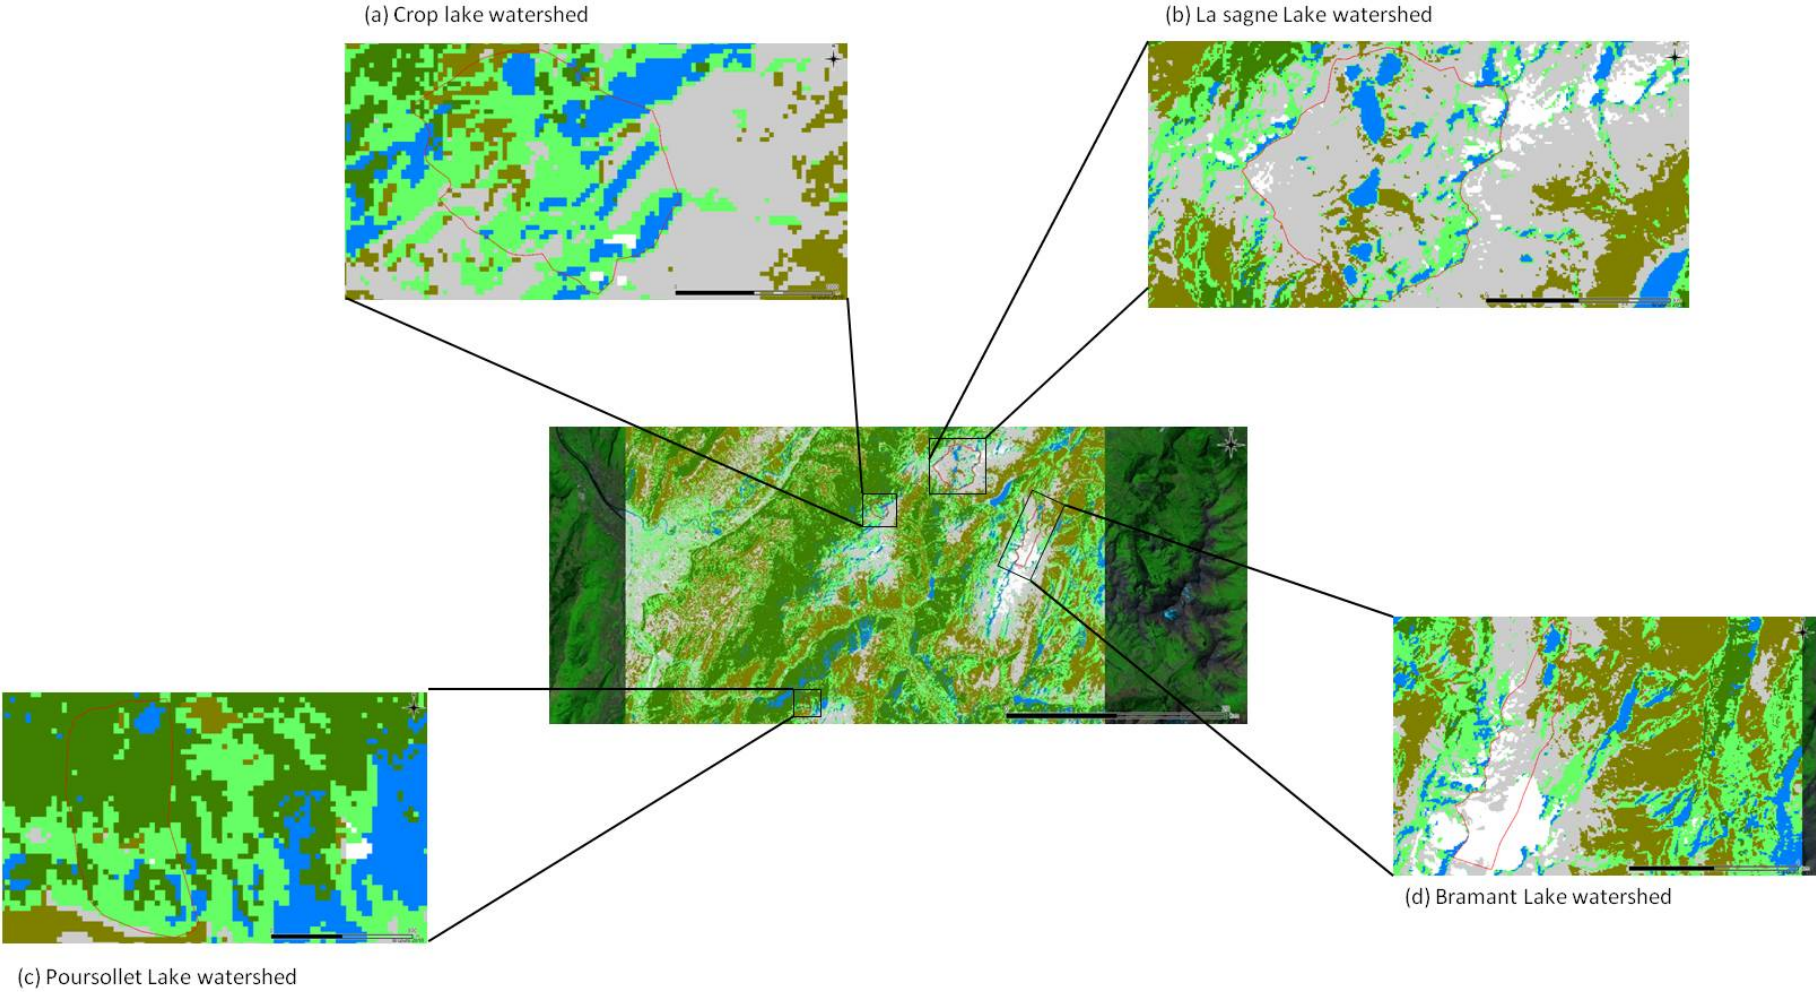 (a) Crop lake watershed
(b) La sagne Lake watershed
(d) Bramant Lake watershed
(c) Poursollet Lake watershed